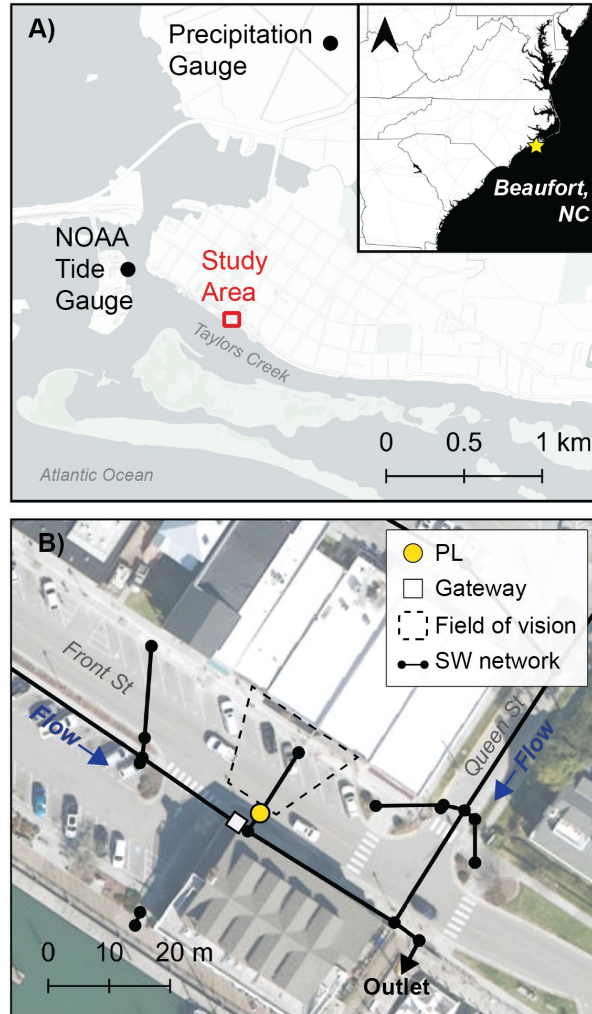 A)
Precipitation
Gauge
Beaufort,
NC
NOAA
Tide
Gauge
Study
Area
Taylors Creek
0 0.5 1 km
Atlantic Ocean
B)
PL
Gateway
Field of vision
SW network
Front St
Flow
Queen St
Flow
0 10 20 m
Outlet